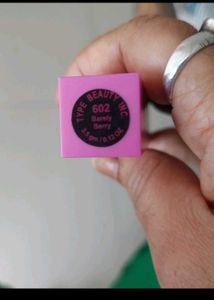 TYPE BEAUTY INC.
602
Barely
Berry
3.5 gm / 0.12 OZ